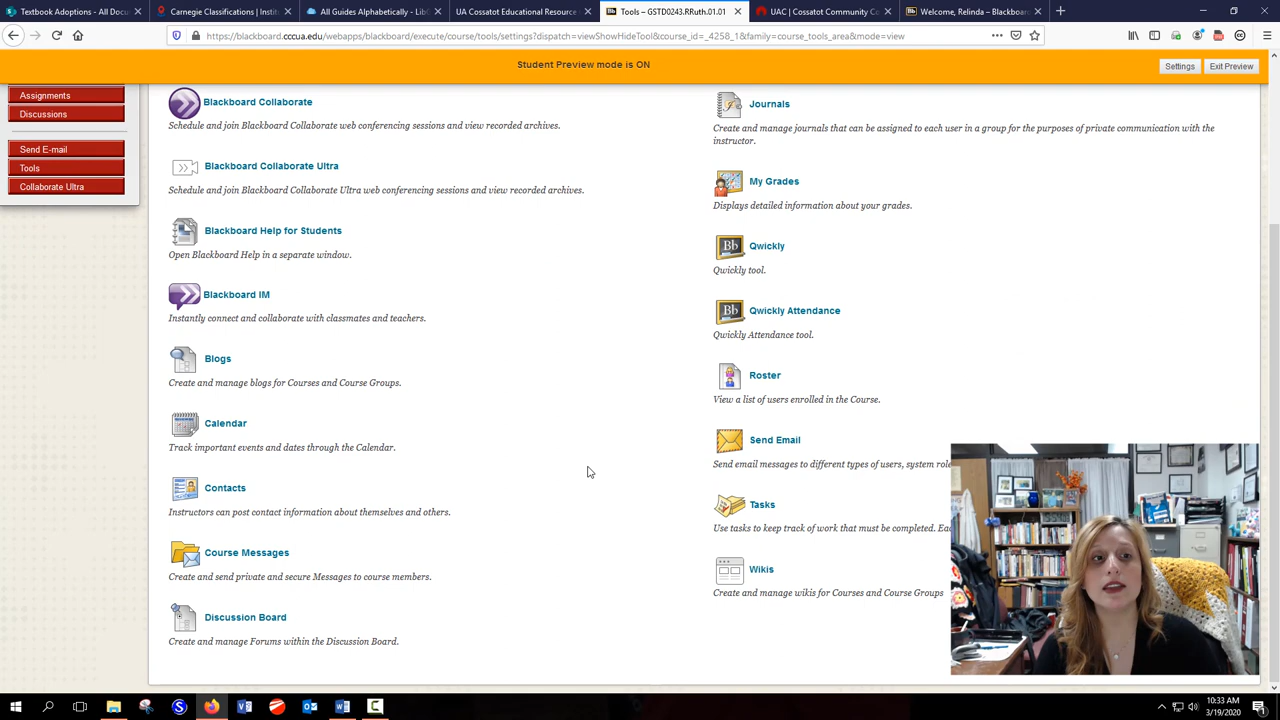 Textbook Adoptions - All Docu
Carnegie Classifications | Instit
All Guides Alphabetically - LibG
UA Cossatot Educational Resource
Tools – GSTD0243.RRuth.01.01
UAC | Cossatot Community Co
Welcome, Relinda – Blackboard
https://blackboard.cccua.edu/webapps/blackboard/execute/course/tools/settings?dispatch=viewShowHideTool&course_id=_4258_1&family=course_tools_area&mode=view
Student Preview mode is ON
Settings
Exit Preview
Assignments
Discussions
Send E-mail
Tools
Collaborate Ultra
Blackboard Collaborate
Schedule and join Blackboard Collaborate web conferencing sessions and view recorded archives.
Blackboard Collaborate Ultra
Schedule and join Blackboard Collaborate Ultra web conferencing sessions and view recorded archives.
Blackboard Help for Students
Open Blackboard Help in a separate window.
Blackboard IM
Instantly connect and collaborate with classmates and teachers.
Blogs
Create and manage blogs for Courses and Course Groups.
Calendar
Track important events and dates through the Calendar.
Contacts
Instructors can post contact information about themselves and others.
Course Messages
Create and send private and secure Messages to course members.
Discussion Board
Create and manage Forums within the Discussion Board.
Journals
Create and manage journals that can be assigned to each user in a group for the purposes of private communication with the
instructor.
My Grades
Displays detailed information about your grades.
Bb
Qwickly
Qwickly tool.
Bb
Qwickly Attendance
Qwickly Attendance tool.
Roster
View a list of users enrolled in the Course.
Send Email
Send email messages to different types of users, system role
Tasks
Use tasks to keep track of work that must be completed. Eac
Wikis
Create and manage wikis for Courses and Course Groups
10:33 AM
3/19/2020